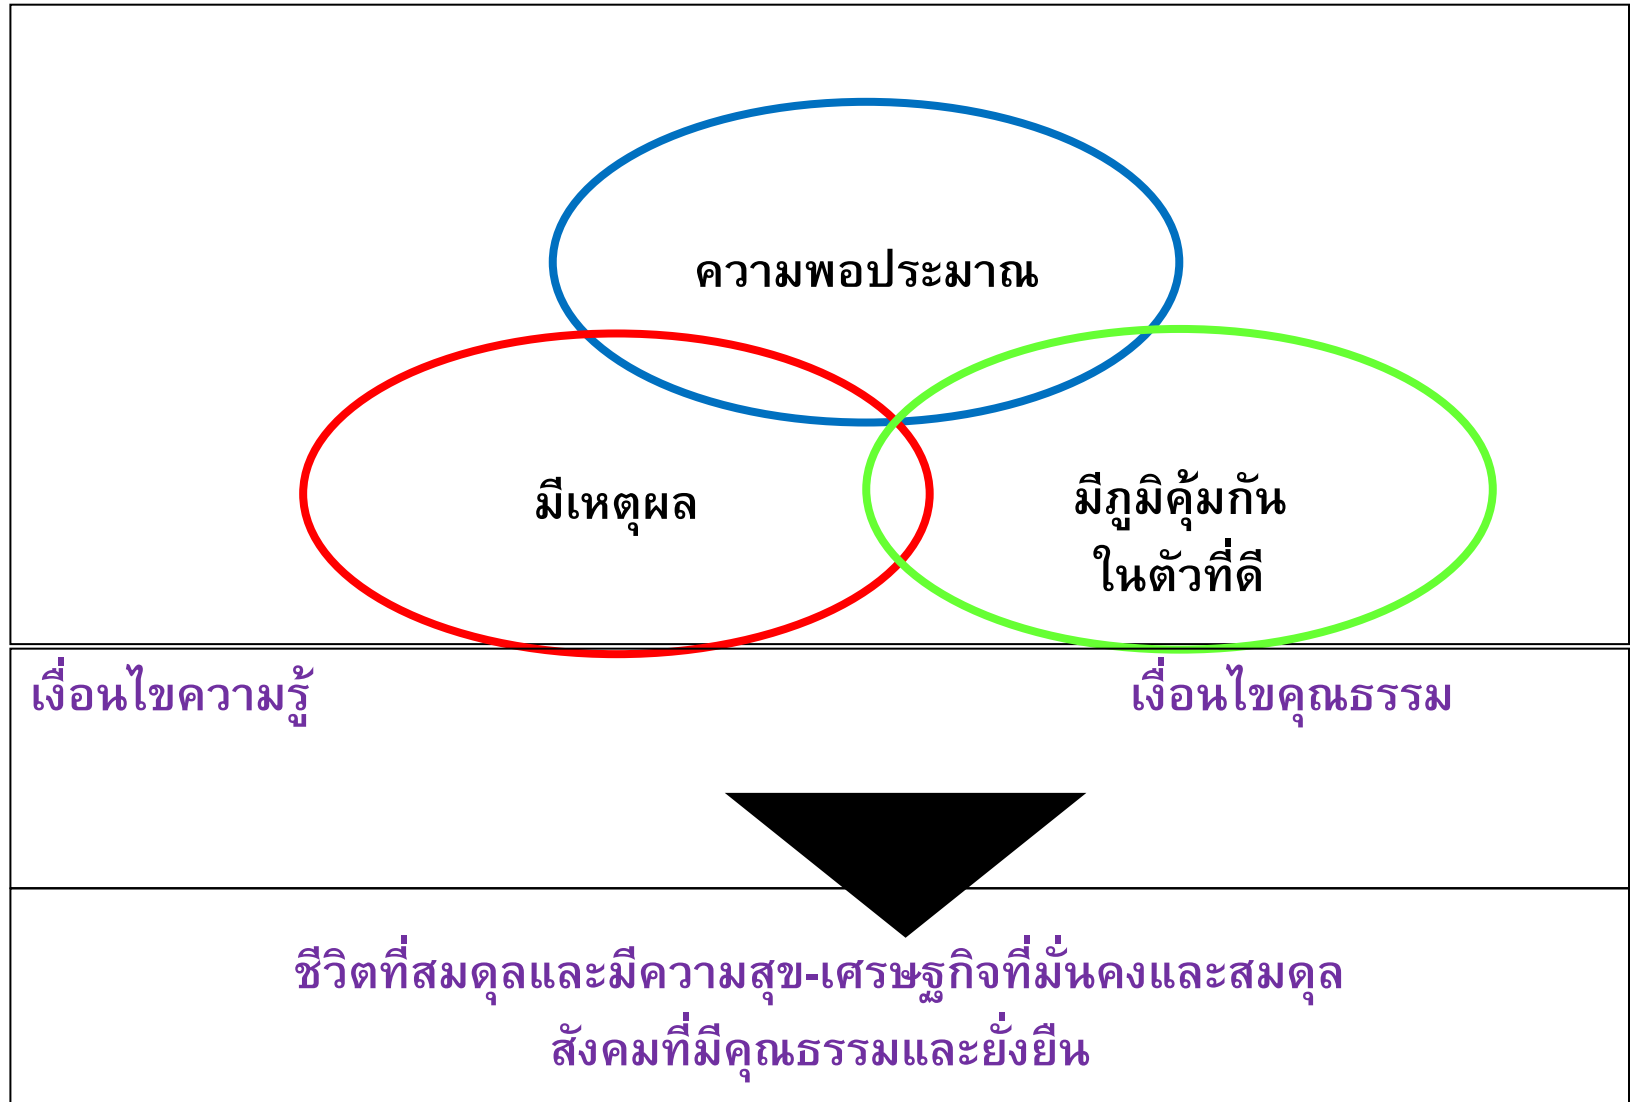 ความพอประมาณ
มีเหตุผล
มีภูมิคุ้มกัน
ในตัวที่ดี
เงื่อนไขความรู้
เงื่อนไขคุณธรรม
ชีวิตที่สมดุลและมีความสุข-เศรษฐกิจที่มั่นคงและสมดุล
สังคมที่มีคุณธรรมและยั่งยืน